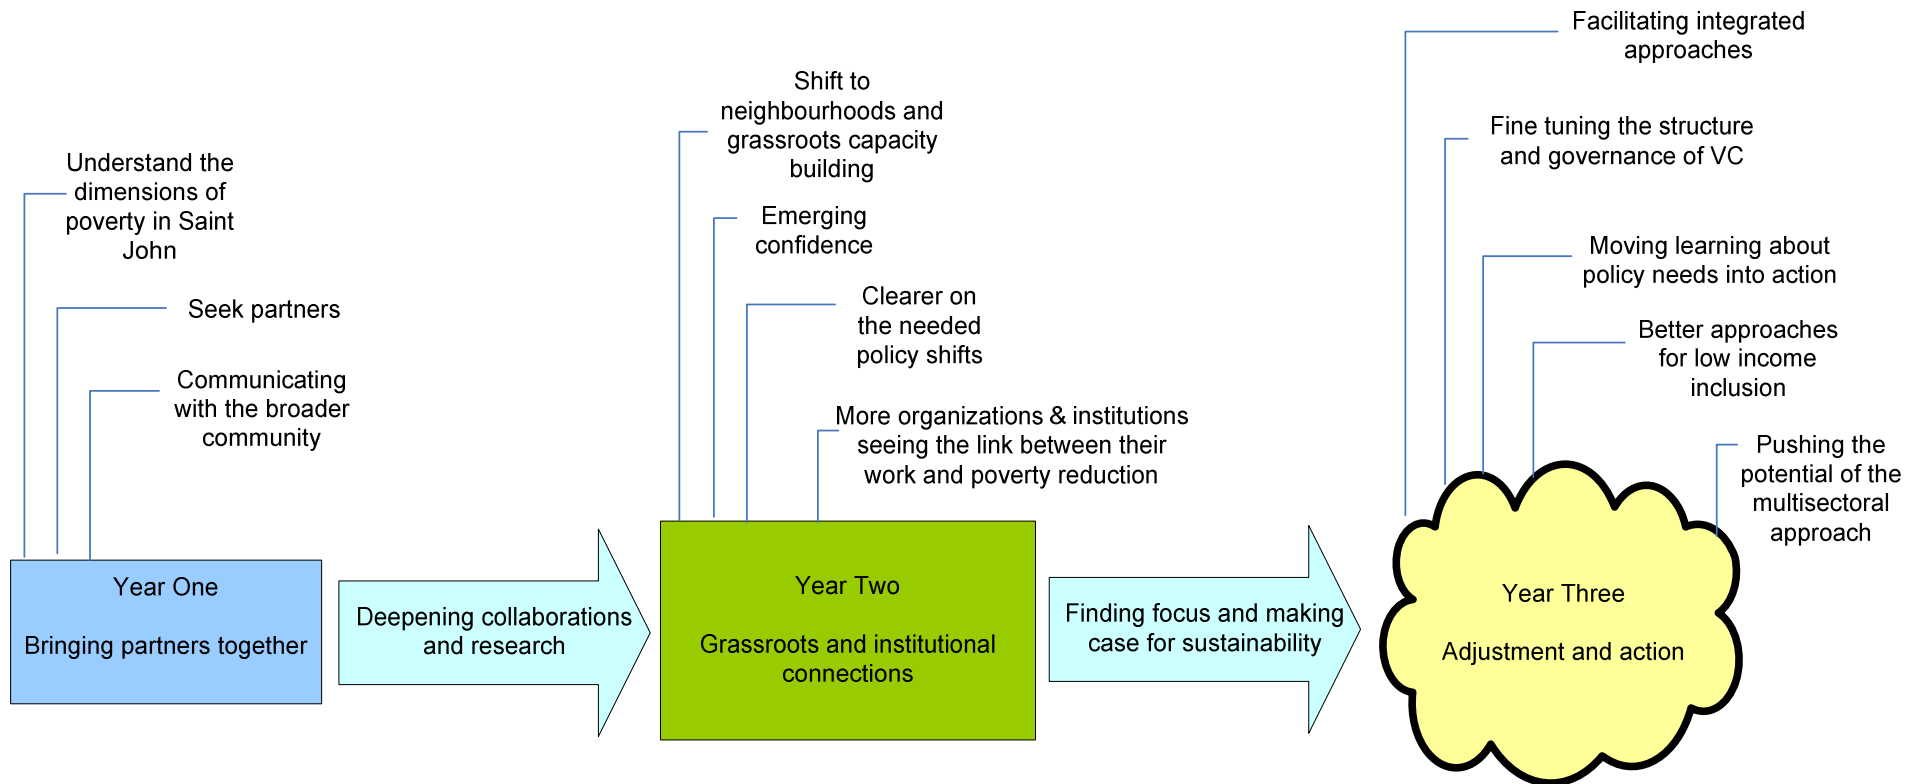 Understand the
dimensions of
poverty in Saint
John
Seek partners
Communicating
with the broader
community
Year One
Bringing partners together
Deepening collaborations
and research
Shift to
neighbourhoods and
grassroots capacity
building
Emerging
confidence
Clearer on
the needed
policy shifts
More organizations & institutions
seeing the link between their
work and poverty reduction
Year Two
Grassroots and institutional
connections
Finding focus and making
case for sustainability
Facilitating integrated
approaches
Fine tuning the structure
and governance of VC
Moving learning about
policy needs into action
Better approaches
for low income
inclusion
Pushing the
potential of the
multisectoral
approach
Year Three
Adjustment and action